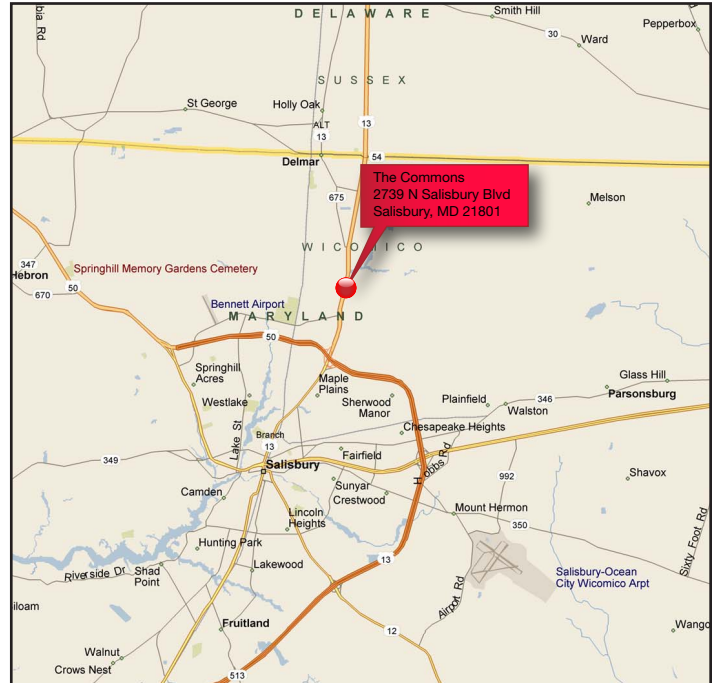 DELAWARE
Smith Hill
bia Rd
30
Ward
Pepperbox
SUSSEX
St George
Holly Oak
ALT
13
13
Delmar
54
The Commons
2739 N Salisbury Blvd
Salisbury, MD 21801
675
Melson
WICOMICO
347
Hebron
Springhill Memory Gardens Cemetery
670
50
Bennett Airport
MARYLAND
50
Springhill
Acres
Maple
Plains
Glass Hill
Westlake
Sherwood
Manor
Plainfield
346
Parsonsburg
Walston
Lake St
Branch
13
Chesapeake Heights
349
Salisbury
Fairfield
Hobbs Rd
992
Shavox
Camden
Sunyar
Crestwood
Lincoln
Heights
Mount Hermon
350
Sixty Foot Rd
Hunting Park
13
Riverside Dr
Shad
Point
Lakewood
Salisbury-Ocean
City Wicomico Arpt
Airport Rd
iloam
Fruitland
12
Wango
Walnut
Crows Nest
513